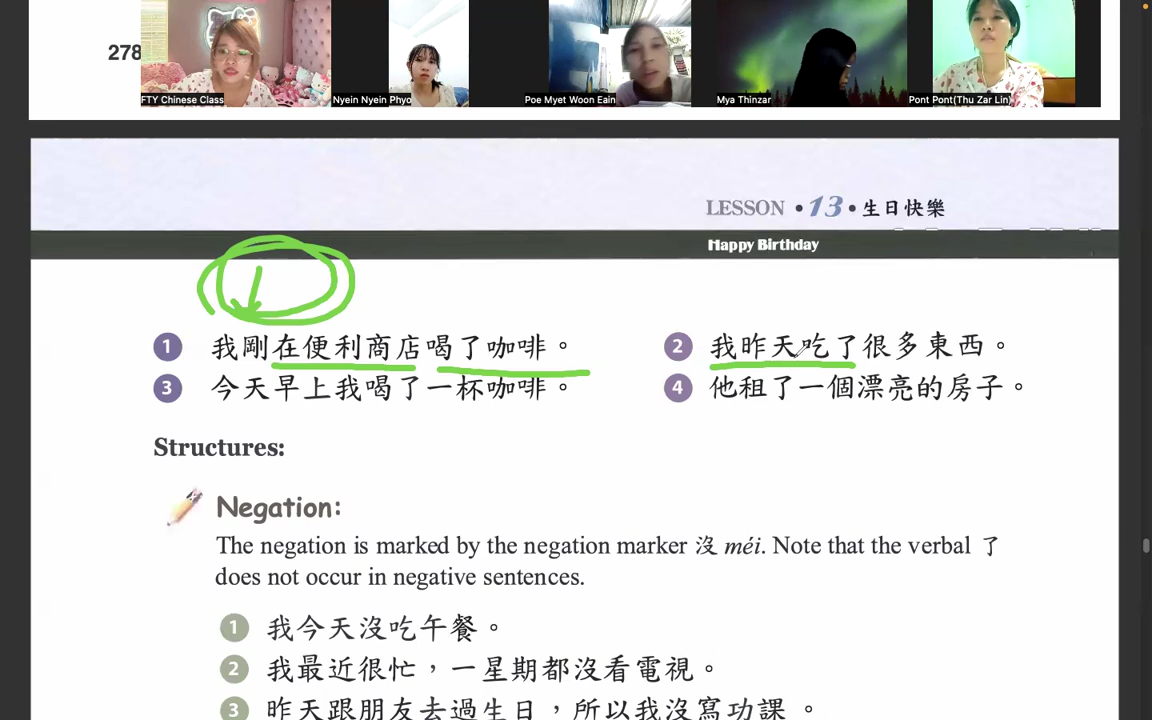 278
FTY Chinese Class
Nyein Nyein Phyo
Poe Myet Woon Eain
Mya Thinzar
Pont Pont(Thu Zar Lin)
LESSON • 13 • 生日快樂
Happy Birthday
1 我剛在便利商店喝了咖啡。
2 我昨天吃了很多東西。
3 今天早上我喝了一杯咖啡。
4 他租了一個漂亮的房子。
Structures:
Negation:
The negation is marked by the negation marker 沒 méi. Note that the verbal 了
does not occur in negative sentences.
1 我今天沒吃午餐。
2 我最近很忙，一星期都沒看電視。
3 昨天跟朋友去過生日，所以我沒寫功課。